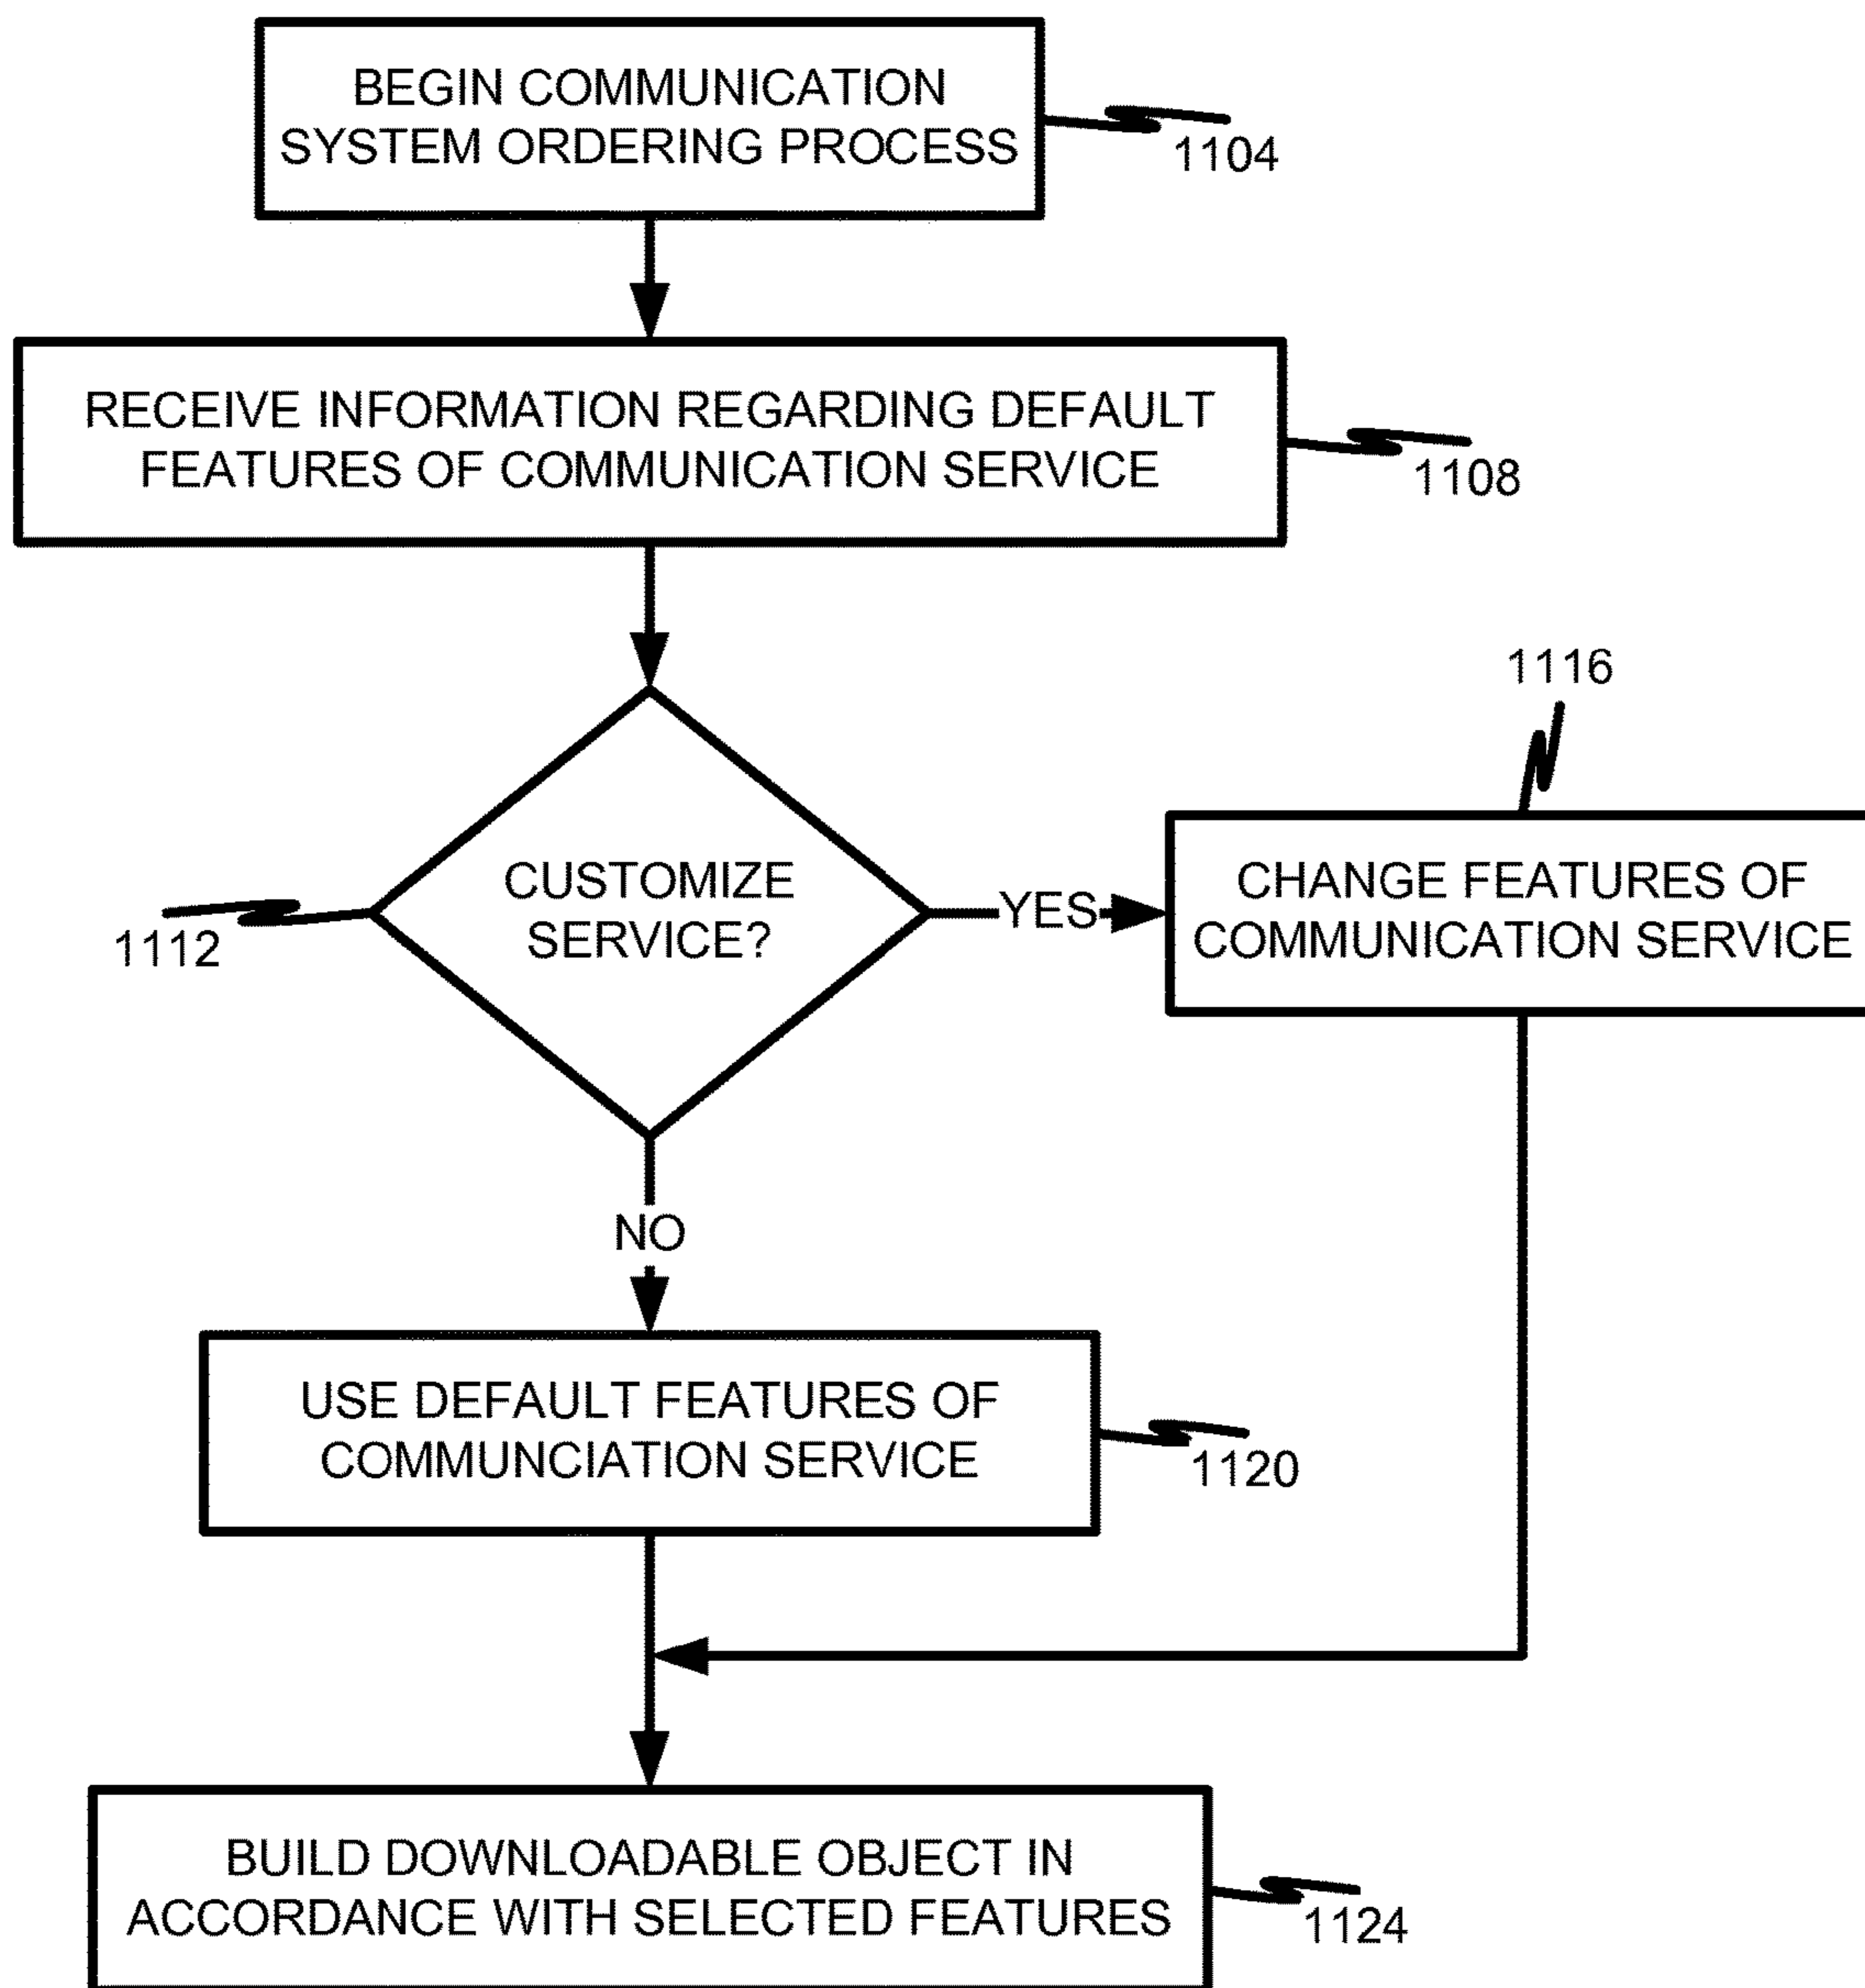 BEGIN COMMUNICATION
SYSTEM ORDERING PROCESS
1104
RECEIVE INFORMATION REGARDING DEFAULT
FEATURES OF COMMUNICATION SERVICE
1108
CUSTOMIZE
SERVICE?
1112
YES
1116
CHANGE FEATURES OF
COMMUNICATION SERVICE
NO
USE DEFAULT FEATURES OF
COMMUNCIATION SERVICE
1120
BUILD DOWNLOADABLE OBJECT IN
ACCORDANCE WITH SELECTED FEATURES
1124